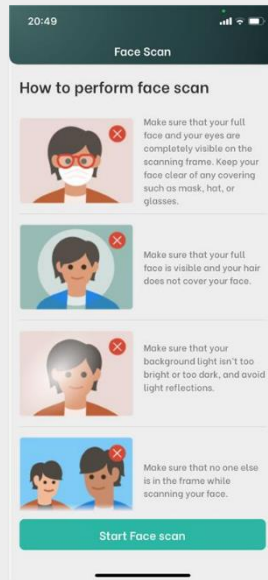 20:49
Face Scan
How to perform face scan
Make sure that your full
face and your eyes are
completely visible on the
scanning frame. Keep your
face clear of any covering
such as mask, hat, or
glasses.
Make sure that your full
face is visible and your hair
does not cover your face.
Make sure that your
background light isn't too
bright or too dark, and avoid
light reflections.
Make sure that no one else
is in the frame while
scanning your face.
Start Face scan